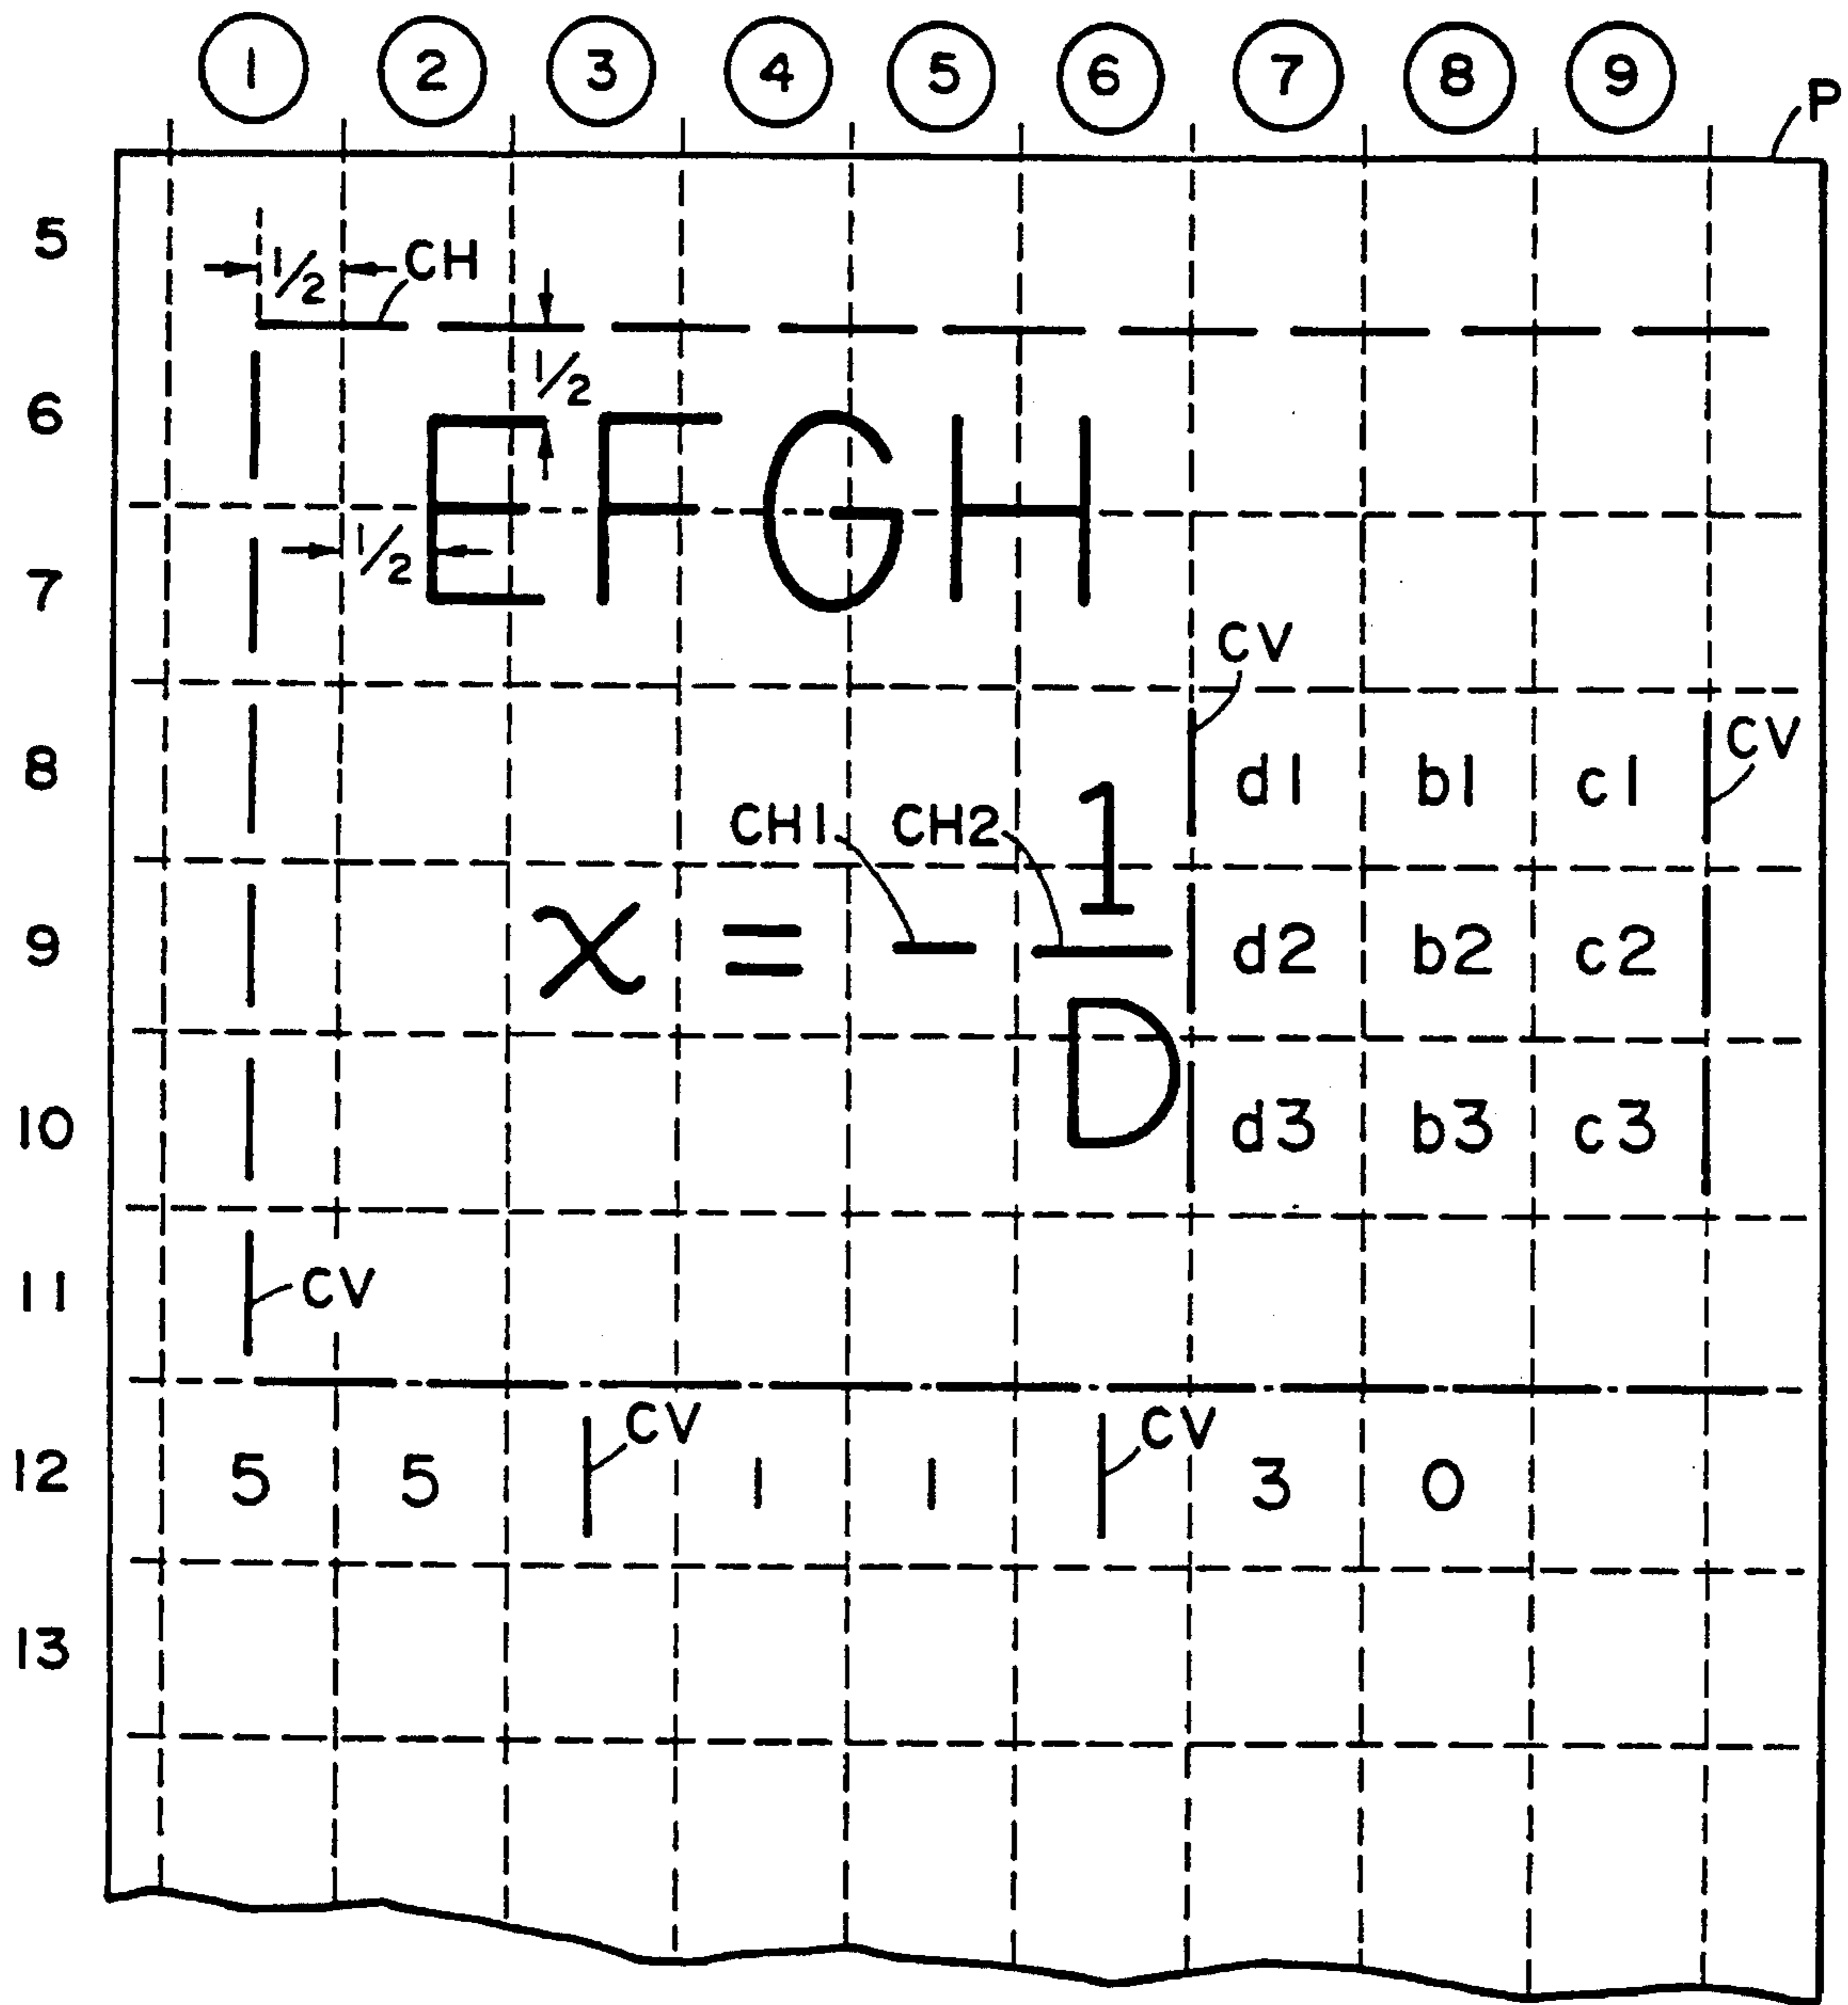 1 2 3 4 5 6 7 8 9
P
5
1/2 CH
1/2
6
EFGH
7 1/2
CV
8 d1 b1 c1 CV
CH1 CH2 1
9 x = - d2 b2 c2
D
10 d3 b3 c3
11 CV
CV CV
12 5 5 1 1 3 0
13